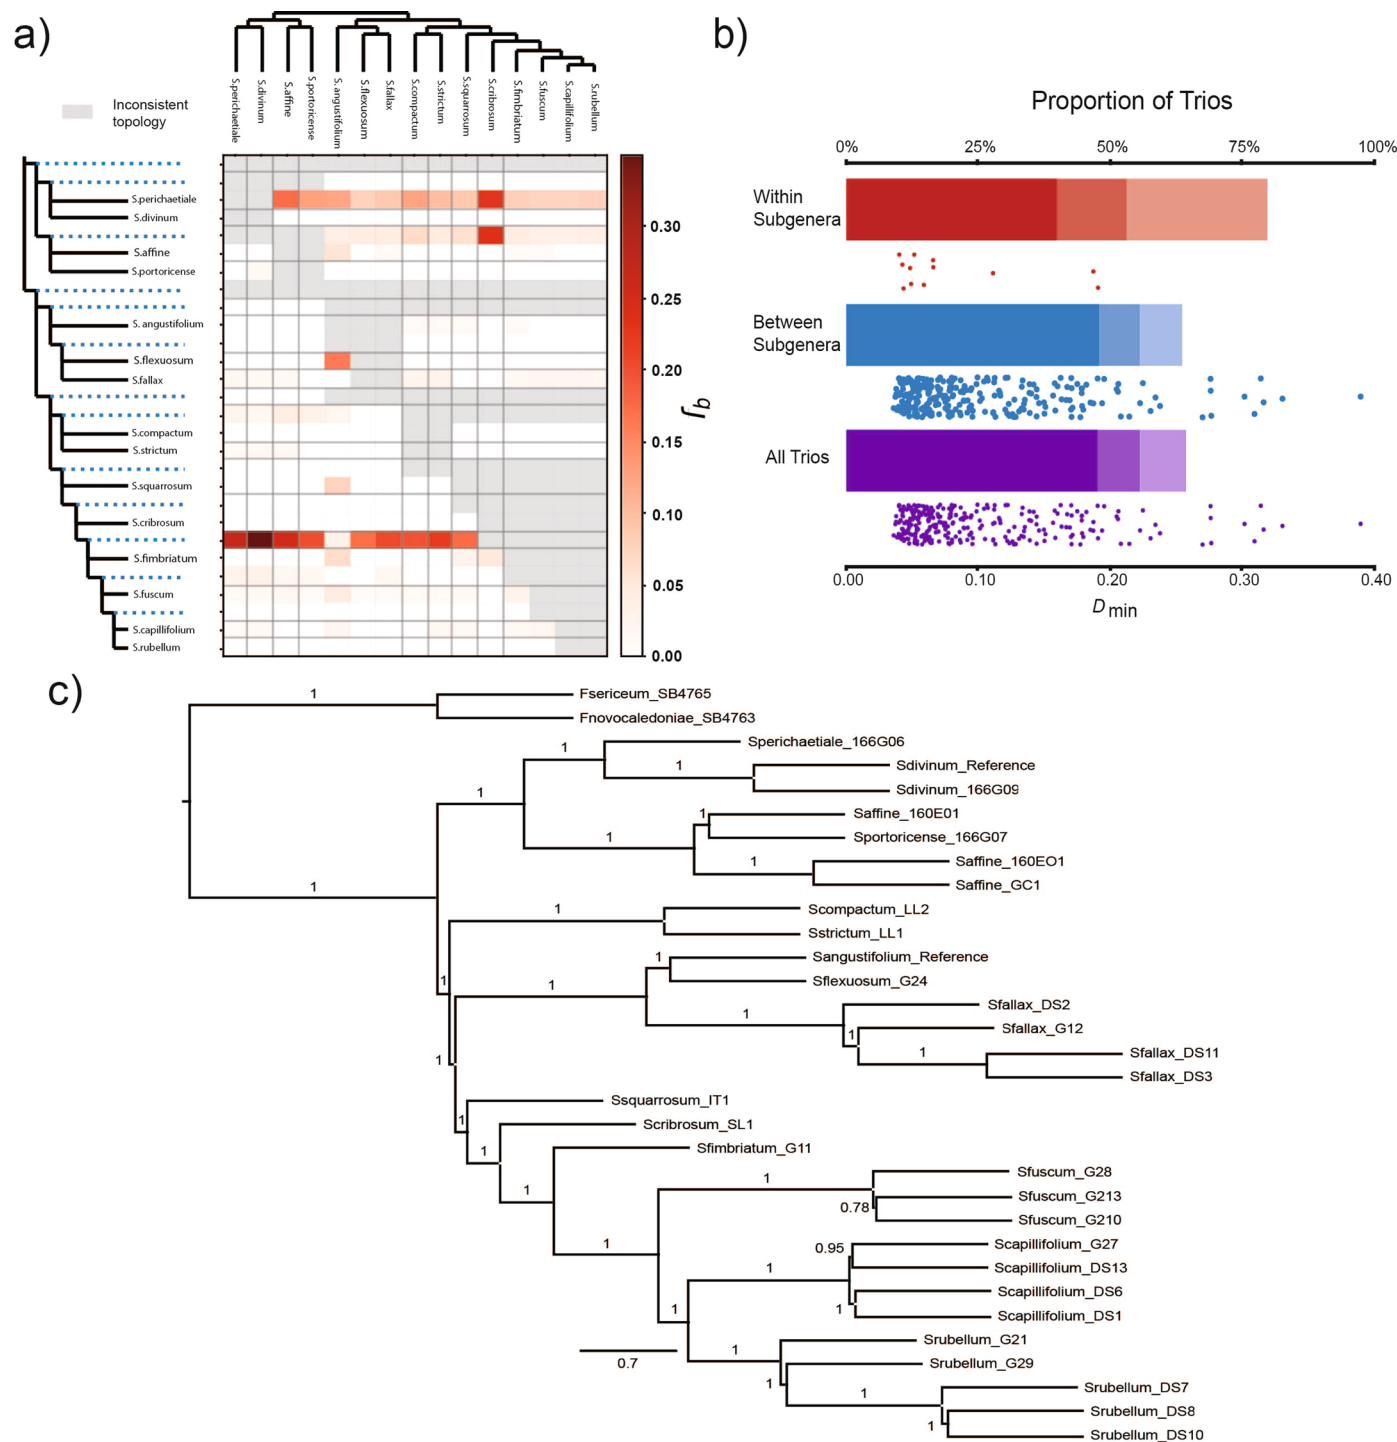 a)
S.perichaetiale
S.divinum
S.affine
S.portoricense
S. angustifolium
S.flexuosum
S.fallax
S.compactum
S.strictum
S.squarrosum
S.cribosum
S.fimbriatum
S.fuscum
S.capillifolium
S.rubellum
Inconsistent
topology
S.perichaetiale
S.divinum
S.affine
S.portoricense
S. angustifolium
S.flexuosum
S.fallax
S.compactum
S.strictum
S.squarrosum
S.cribrosum
S.fimbriatum
S.fuscum
S.capillifolium
S.rubellum
0.30
0.25
0.20
0.15
0.10
0.05
0.00
fb
b)
Proportion of Trios
0% 25% 50% 75% 100%
Within
Subgenera
Between
Subgenera
All Trios
0.00 0.10 0.20 0.30 0.40
Dmin
c)
1
Fsericeum_SB4765
Fnovocaledoniae_SB4763
1
Sperichaetiale_166G06
1
Sdivinum_Reference
1
Sdivinum_166G09
1
Saffine_160E01
1
Sportoricense_166G07
1
Saffine_160EO1
1
Saffine_GC1
1
Scompactum_LL2
Sstrictum_LL1
1
Sangustifolium_Reference
1
Sflexuosum_G24
1
Sfallax_DS2
1
Sfallax_G12
1
1
Sfallax_DS11
1
Sfallax_DS3
Ssquarrosum_IT1
1
Scribrosum_SL1
1
Sfimbriatum_G11
1
1
Sfuscum_G28
Sfuscum_G213
0.78
Sfuscum_G210
1
0.95
Scapillifolium_G27
1
Scapillifolium_DS13
Scapillifolium_DS6
1
1
Scapillifolium_DS1
Srubellum_G21
1
0.7
Srubellum_G29
1
1
Srubellum_DS7
Srubellum_DS8
1
Srubellum_DS10